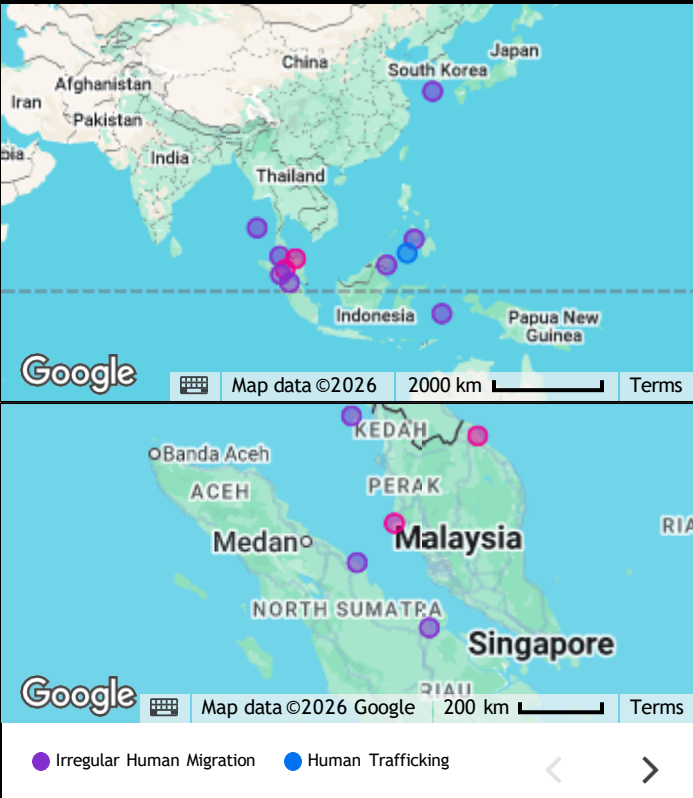 Japan
China
South Korea
Afghanistan
Iran
Pakistan
bia
India
Thailand
Indonesia
Papua New
Guinea
Google
Map data ©2026
2000 km
Terms
KEDAH
Banda Aceh
ACEH
PERAK
RIA
Malaysia
Medan
NORTH SUMATRA
Singapore
RIAU
Google
Map data ©2026 Google
200 km
Terms
Irregular Human Migration
Human Trafficking